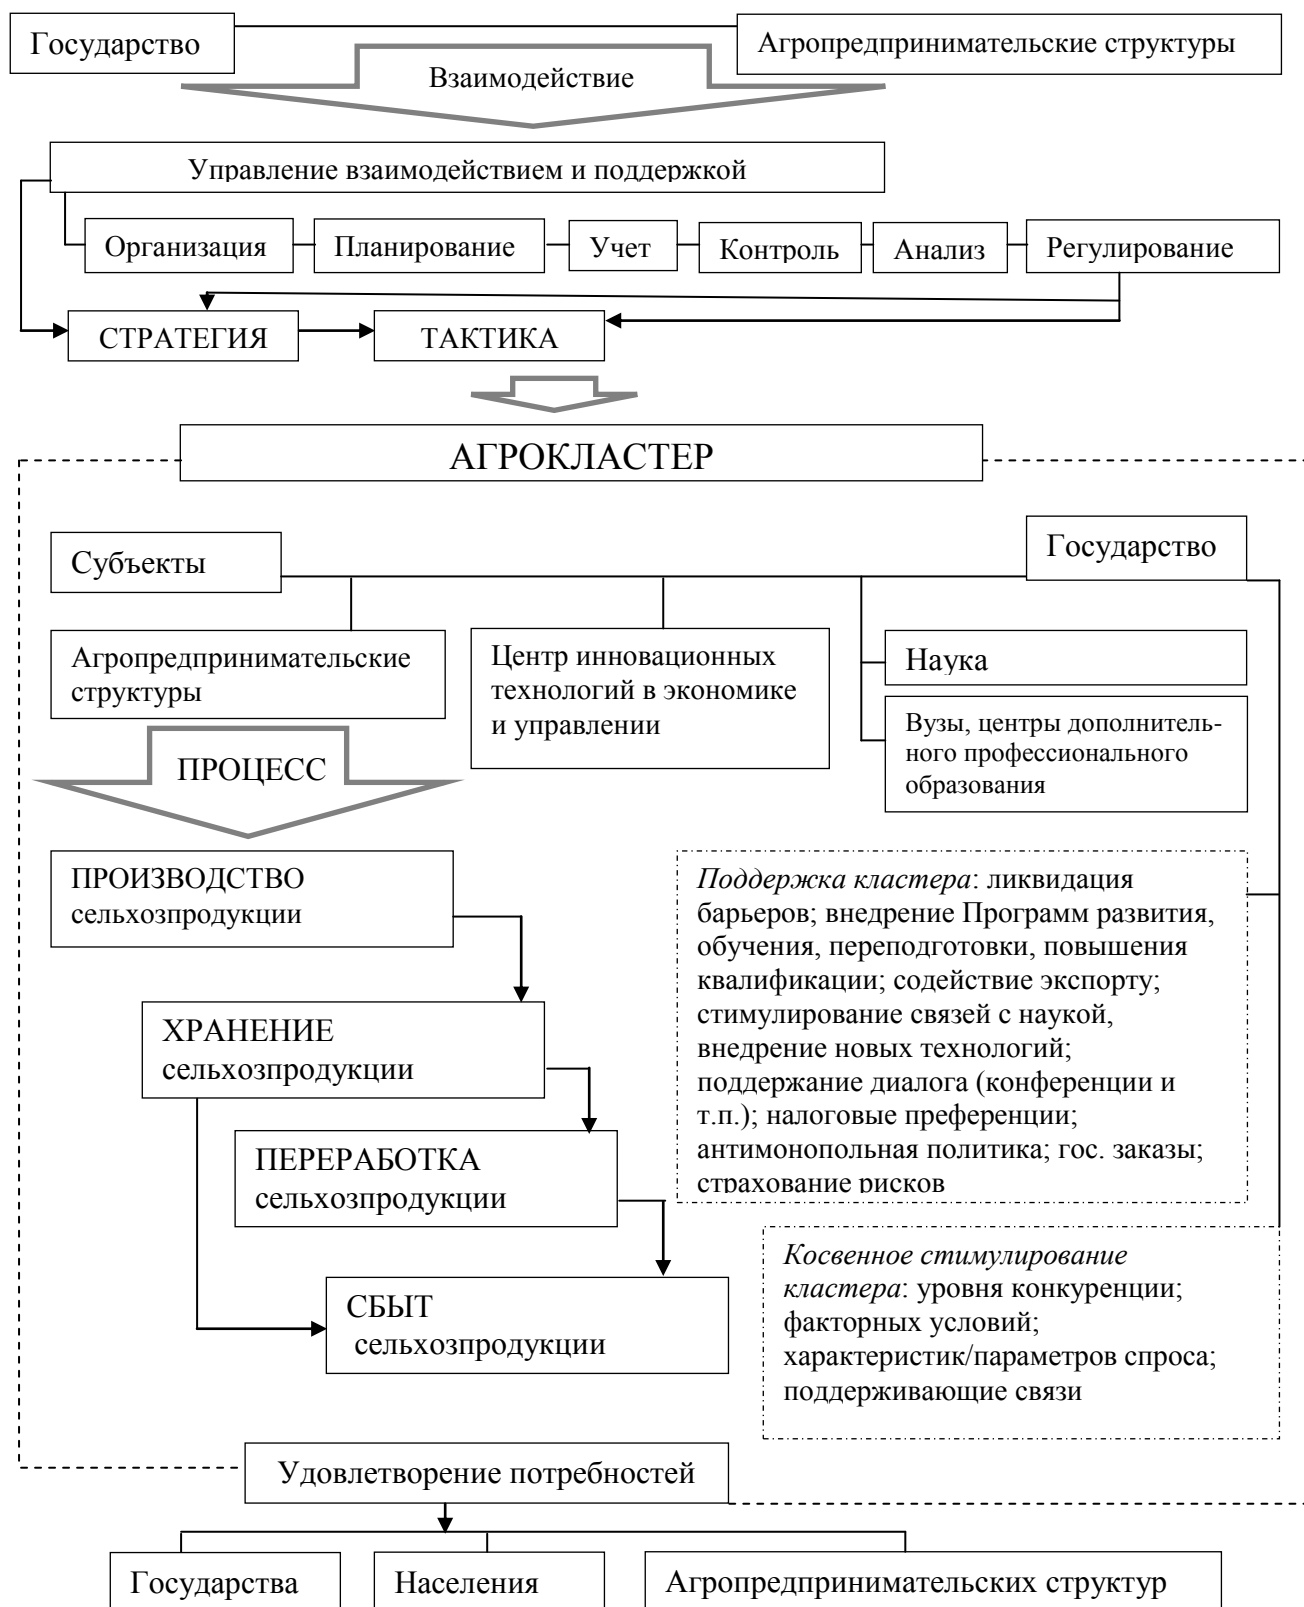 Государство
Агропредпринимательские структуры
Взаимодействие
Управление взаимодействием и поддержкой
Организация
Планирование
Учет
Контроль
Анализ
Регулирование
СТРАТЕГИЯ
ТАКТИКА
АГРОКЛАСТЕР
Субъекты
Государство
Агропредпринимательские
структуры
Центр инновационных
технологий в экономике
и управлении
Наука
Вузы, центры дополнитель-
ного профессионального
образования
ПРОЦЕСС
ПРОИЗВОДСТВО
сельхозпродукции
ХРАНЕНИЕ
сельхозпродукции
ПЕРЕРАБОТКА
сельхозпродукции
СБЫТ
сельхозпродукции
Поддержка кластера: ликвидация
барьеров; внедрение Программ развития,
обучения, переподготовки, повышения
квалификации; содействие экспорту;
стимулирование связей с наукой,
внедрение новых технологий;
поддержание диалога (конференции и
т.п.); налоговые преференции;
антимонопольная политика; гос. заказы;
страхование рисков
Косвенное стимулирование
кластера: уровня конкуренции;
факторных условий;
характеристик/параметров спроса;
поддерживающие связи
Удовлетворение потребностей
Государства
Населения
Агропредпринимательских структур